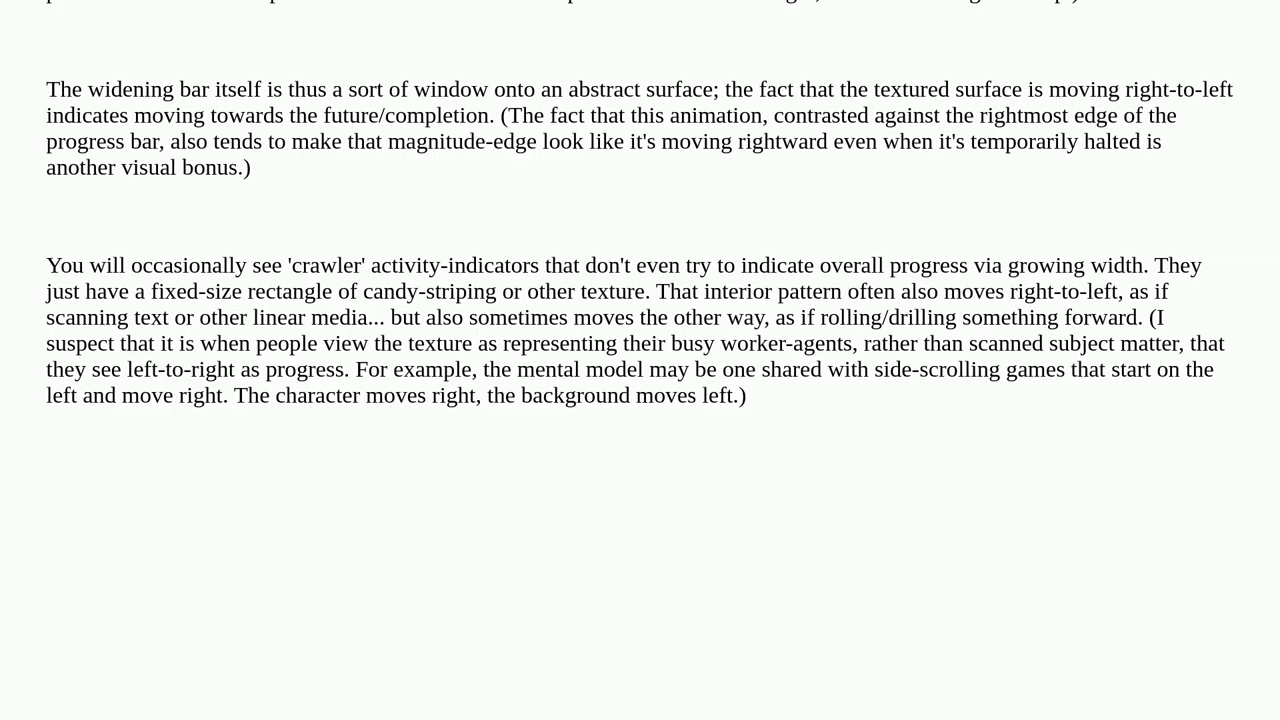 The widening bar itself is thus a sort of window onto an abstract surface; the fact that the textured surface is moving right-to-left
indicates moving towards the future/completion. (The fact that this animation, contrasted against the rightmost edge of the
progress bar, also tends to make that magnitude-edge look like it's moving rightward even when it's temporarily halted is
another visual bonus.)
You will occasionally see 'crawler' activity-indicators that don't even try to indicate overall progress via growing width. They
just have a fixed-size rectangle of candy-striping or other texture. That interior pattern often also moves right-to-left, as if
scanning text or other linear media... but also sometimes moves the other way, as if rolling/drilling something forward. (I
suspect that it is when people view the texture as representing their busy worker-agents, rather than scanned subject matter, that
they see left-to-right as progress. For example, the mental model may be one shared with side-scrolling games that start on the
left and move right. The character moves right, the background moves left.)